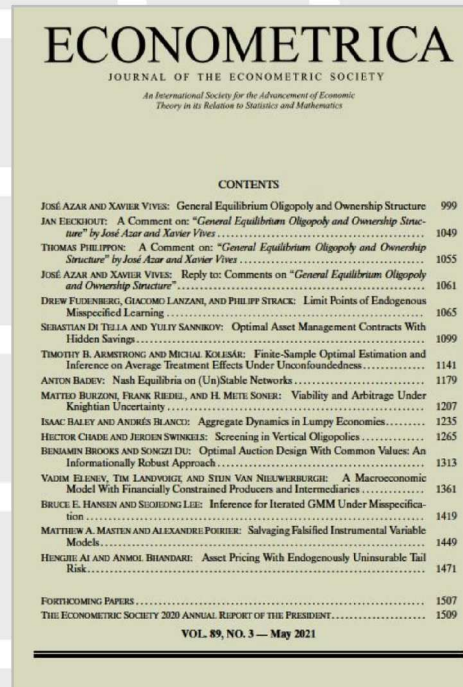 ECONOMETRICA
JOURNAL OF THE ECONOMETRIC SOCIETY
An International Society for the Advancement of Economic
Theory in its Relation to Statistics and Mathematics
CONTENTS
JOSÉ AZAR AND XAVIER VIVES: General Equilibrium Oligopoly and Ownership Structure 999
JAN EECKHOUT: A Comment on: "General Equilibrium Oligopoly and Ownership Struc-
ture" by José Azar and Xavier Vives 1049
THOMAS PHILIPPON: A Comment on: "General Equilibrium Oligopoly and Ownership
Structure" by José Azar and Xavier Vives 1055
JOSÉ AZAR AND XAVIER VIVES: Reply to: Comments on "General Equilibrium Oligopoly
and Ownership Structure" 1061
DREW FUDENBERG, GIACOMO LANZANI, AND PHILIPP STRACK: Limit Points of Endogenous
Misspecified Learning 1065
SEBASTIAN DI TELLA AND YULIY SANNIKOV: Optimal Asset Management Contracts With
Hidden Savings 1099
TIMOTHY B. ARMSTRONG AND MICHAL KOLESÁR: Finite-Sample Optimal Estimation and
Inference on Average Treatment Effects Under Unconfoundedness 1141
ANTON BADEV: Nash Equilibria on (Un)Stable Networks 1179
MATTEO BURZONI, FRANK RIEDEL, AND H. METE SONER: Viability and Arbitrage Under
Knightian Uncertainty 1207
ISAAC BALEY AND ANDRÉS BLANCO: Aggregate Dynamics in Lumpy Economies 1235
HECTOR CHADE AND JEROEN SWINKELS: Screening in Vertical Oligopolies 1265
BENJAMIN BROOKS AND SONGZI DU: Optimal Auction Design With Common Values: An
Informationally Robust Approach 1313
VADIM ELENEV, TIM LANDVOIGT, AND STIJN VAN NIEUWERBURGH: A Macroeconomic
Model With Financially Constrained Producers and Intermediaries 1361
BRUCE E. HANSEN AND SEOJEONG LEE: Inference for Iterated GMM Under Misspecifica-
tion 1419
MATTHEW A. MASTEN AND ALEXANDRE POIRIER: Salvaging Falsified Instrumental Variable
Models 1449
HENGJIE AI AND ANMOL BHANDARI: Asset Pricing With Endogenously Uninsurable Tail
Risk 1471
FORTHCOMING PAPERS 1507
THE ECONOMETRIC SOCIETY 2020 ANNUAL REPORT OF THE PRESIDENT 1509
VOL. 89, NO. 3 — May 2021